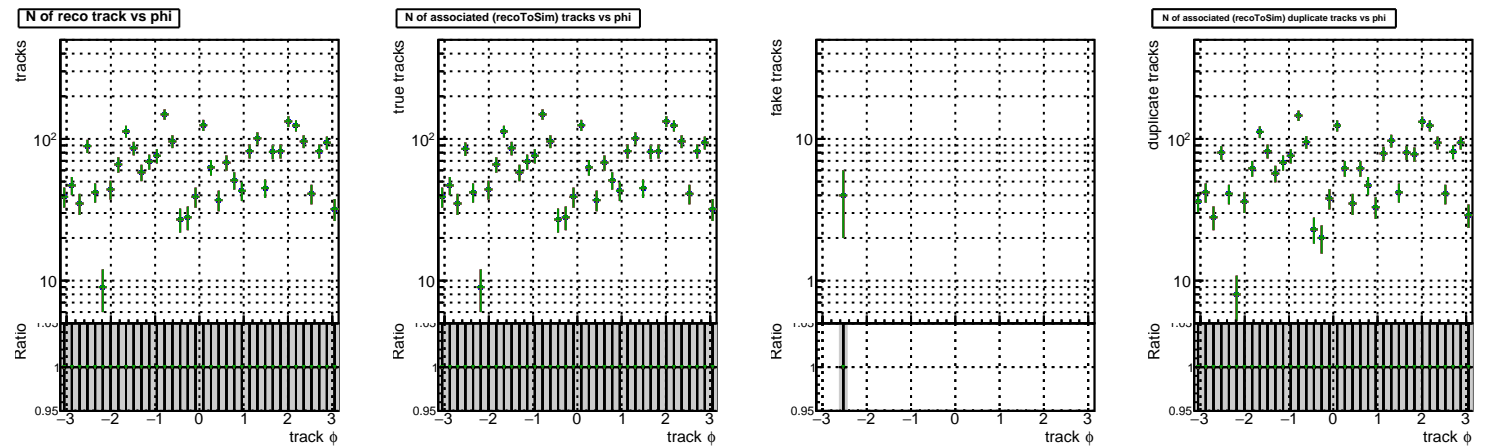 N of reco track vs phi
tracks
10²
10
Ratio
1
0.95
−3 −2 −1 0 1 2 3
track ϕ
N of associated (recoToSim) tracks vs phi
true tracks
10²
10
Ratio
1
0.95
−3 −2 −1 0 1 2 3
track ϕ
fake tracks
10
1
Ratio
1
0.95
−3 −2 −1 0 1 2 3
track ϕ
N of associated (recoToSim) duplicate tracks vs phi
duplicate tracks
10²
10
Ratio
1
0.95
−3 −2 −1 0 1 2 3
track ϕ